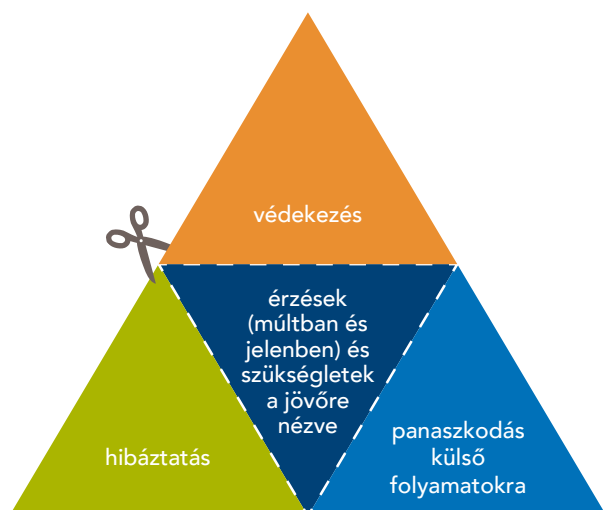 védekezés
érzések
(múltban és
jelenben) és
szükségletek
a jövőre
nézve
hibáztatás
panaszkodás
külső
folyamatokra